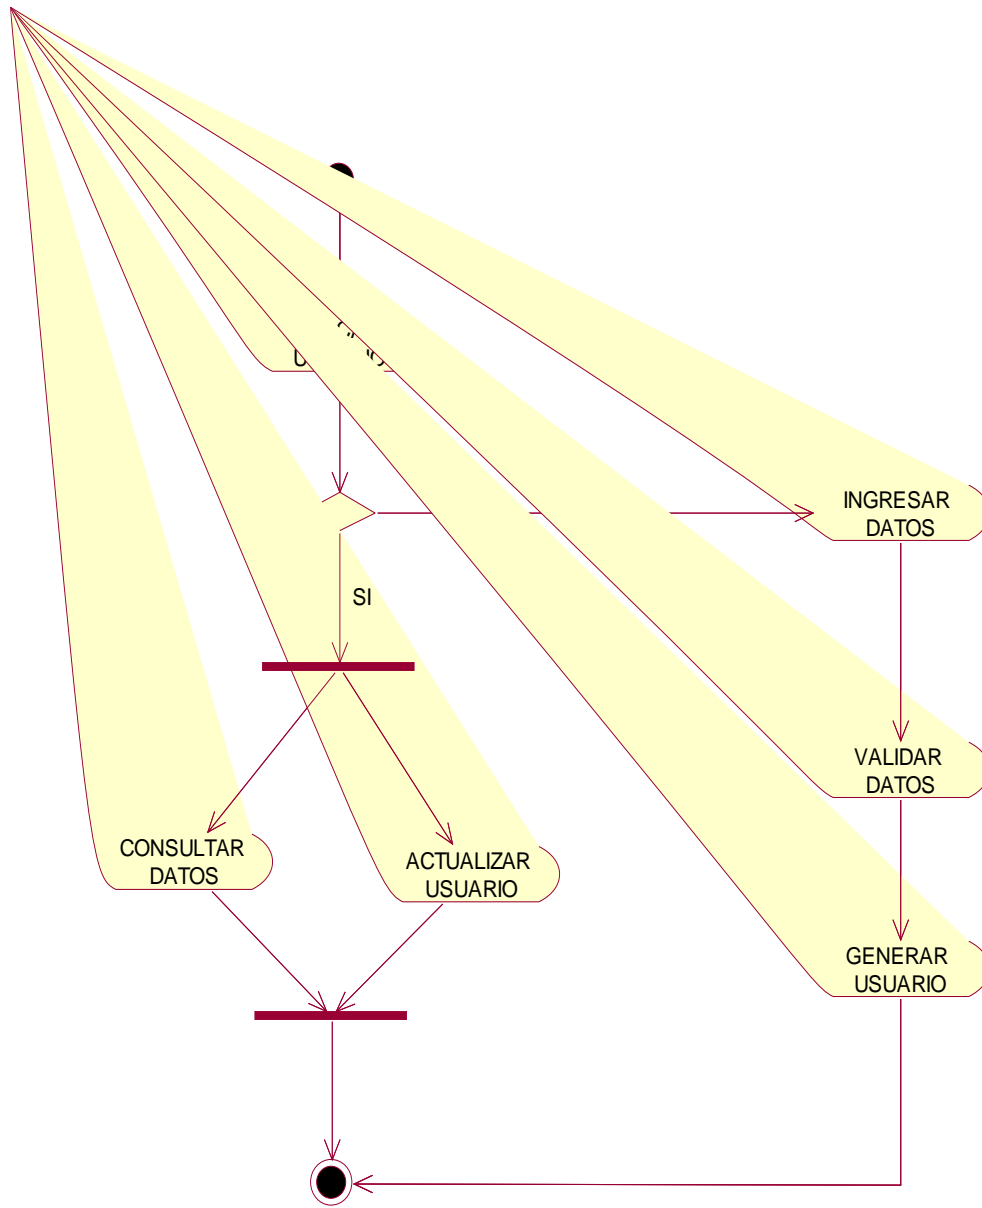 INGRESAR
DATOS
SI
VALIDAR
DATOS
CONSULTAR
DATOS
ACTUALIZAR
USUARIO
GENERAR
USUARIO